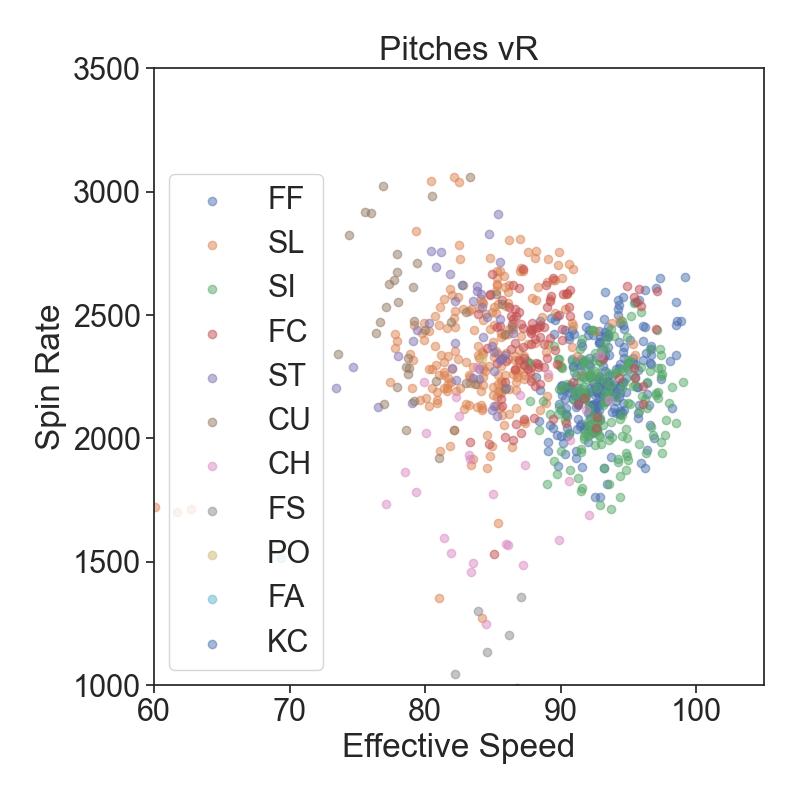 Pitches vR
3500
3000
2500
2000
1500
1000
Spin Rate
FF
SL
SI
FC
ST
CU
CH
FS
PO
FA
KC
60 70 80 90 100
Effective Speed